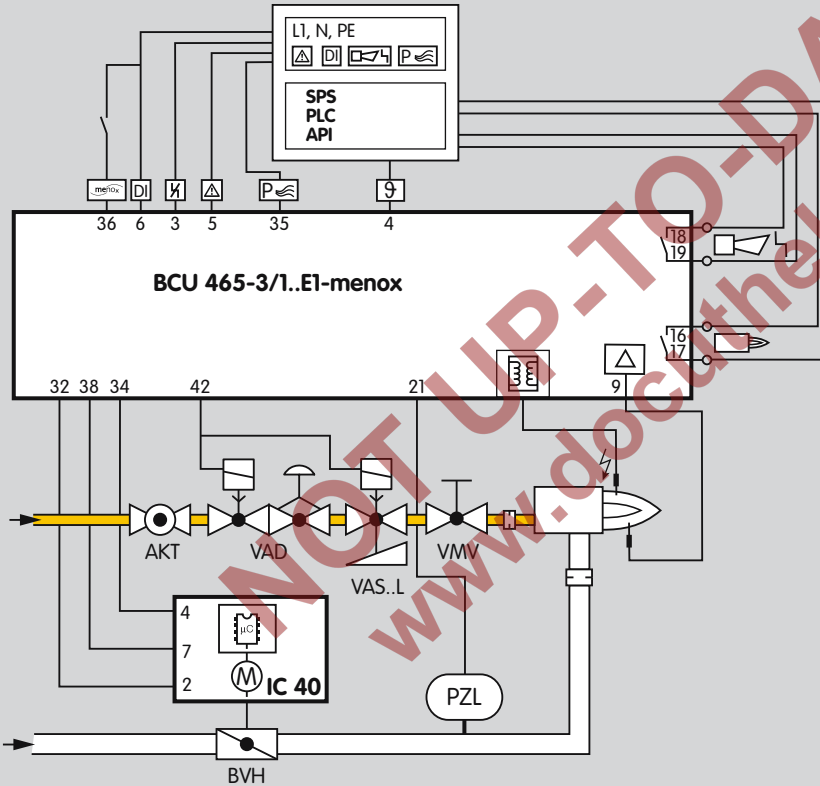 L1, N, PE
DI P
SPS
PLC
API
menox DI P ϑ
36 6 3 5 35 4
18
19
BCU 465-3/1..E1-menox
16
17
32 38 34 42 21 9
AKT VAD VMV
VAS..L
4
µC
7
M
2 IC 40
PZL
BVH
NOT UP-TO-DA
www.docuthe